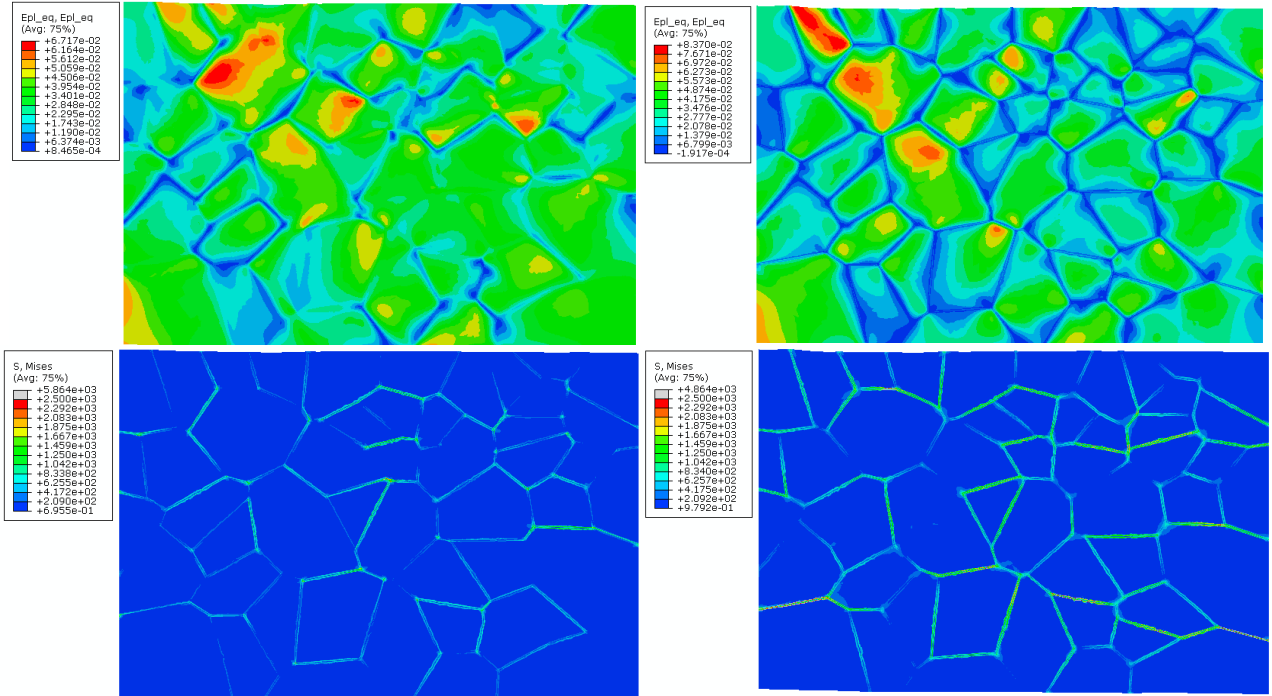 Epl_eq, Epl_eq
(Avg: 75%)
+6.717e-02
+6.164e-02
+5.612e-02
+5.059e-02
+4.506e-02
+3.954e-02
+3.401e-02
+2.848e-02
+2.295e-02
+1.743e-02
+1.190e-02
+6.374e-03
+8.465e-04
Epl_eq, Epl_eq
(Avg: 75%)
+8.370e-02
+7.671e-02
+6.972e-02
+6.273e-02
+5.573e-02
+4.874e-02
+4.175e-02
+3.476e-02
+2.777e-02
+2.078e-02
+1.379e-02
+6.799e-03
-1.917e-04
S, Mises
(Avg: 75%)
+5.864e+03
+2.500e+03
+2.292e+03
+2.083e+03
+1.875e+03
+1.667e+03
+1.459e+03
+1.250e+03
+1.042e+03
+8.338e+02
+6.255e+02
+4.172e+02
+2.090e+02
+6.955e-01
S, Mises
(Avg: 75%)
+4.864e+03
+2.500e+03
+2.292e+03
+2.083e+03
+1.875e+03
+1.667e+03
+1.459e+03
+1.250e+03
+1.042e+03
+8.340e+02
+6.257e+02
+4.175e+02
+2.092e+02
+9.792e-01